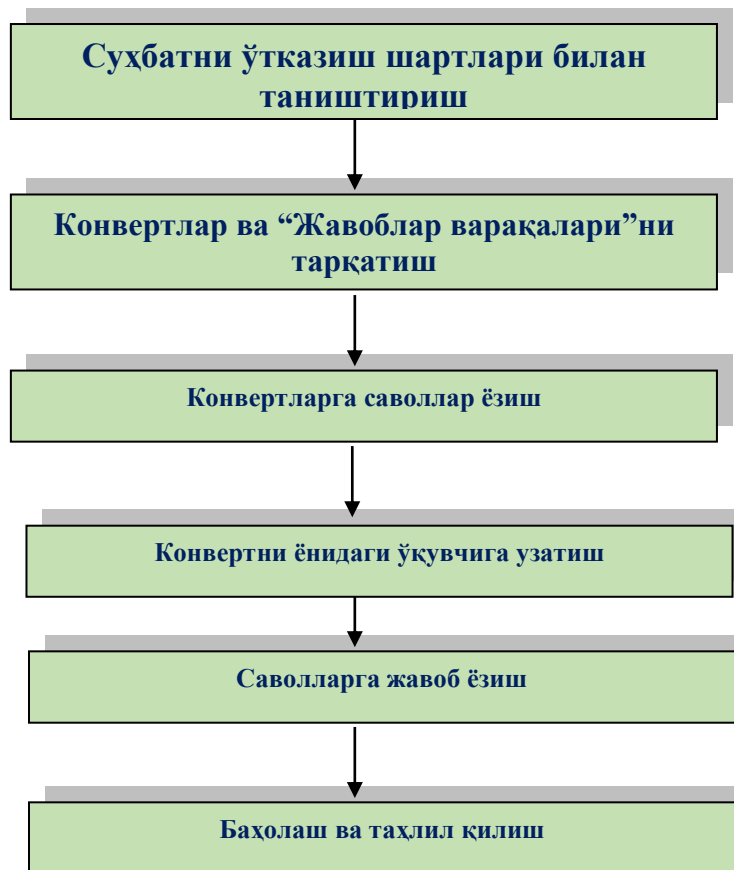 Суҳбатни ўтказиш шартлари билан
таништириш
Конвертлар ва “Жавоблар варақалари”ни
тарқатиш
Конвертларга саволлар ёзиш
Конвертни ёнидаги ўқувчига узатиш
Саволларга жавоб ёзиш
Баҳолаш ва таҳлил қилиш